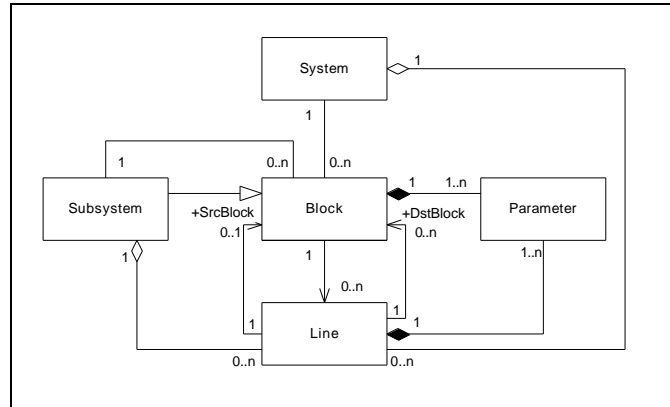 System
1
1
1
0..n
0..n
Subsystem
+SrcBlock
0..1
Block
1
1..n
+DstBlock
0..n
Parameter
1
1
0..n
1..n
1
Line
1
1
0..n
0..n